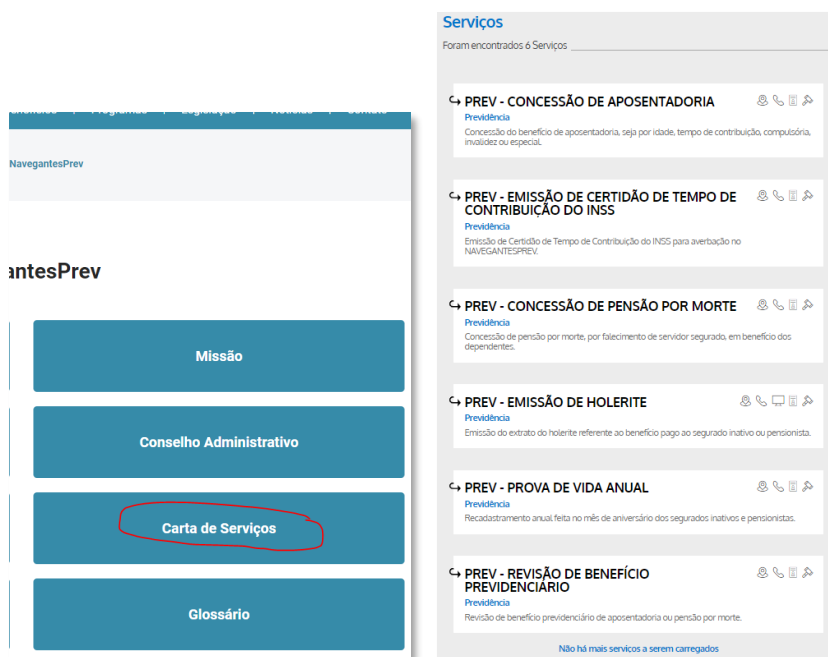 NavegantesPrev
antesPrev
Missão
Conselho Administrativo
Carta de Serviços
Glossário
Serviços
Foram encontrados 6 Serviços
PREV - CONCESSÃO DE APOSENTADORIA
Previdência
Concessão do benefício de aposentadoria, seja por idade, tempo de contribuição, compulsória,
invalidez ou especial.
PREV - EMISSÃO DE CERTIDÃO DE TEMPO DE
CONTRIBUIÇÃO DO INSS
Previdência
Emissão de Certidão de Tempo de Contribuição do INSS para averbação no
NAVEGANTESPREV.
PREV - CONCESSÃO DE PENSÃO POR MORTE
Previdência
Concessão de pensão por morte, por falecimento de servidor segurado, em benefício dos
dependentes.
PREV - EMISSÃO DE HOLERITE
Previdência
Emissão do extrato do holerite referente ao benefício pago ao segurado inativo ou pensionista.
PREV - PROVA DE VIDA ANUAL
Previdência
Recadastramento anual feita no mês de aniversário dos segurados inativos e pensionistas.
PREV - REVISÃO DE BENEFÍCIO
PREVIDENCIÁRIO
Previdência
Revisão de benefício previdenciário de aposentadoria ou pensão por morte.
Não há mais serviços a serem carregados